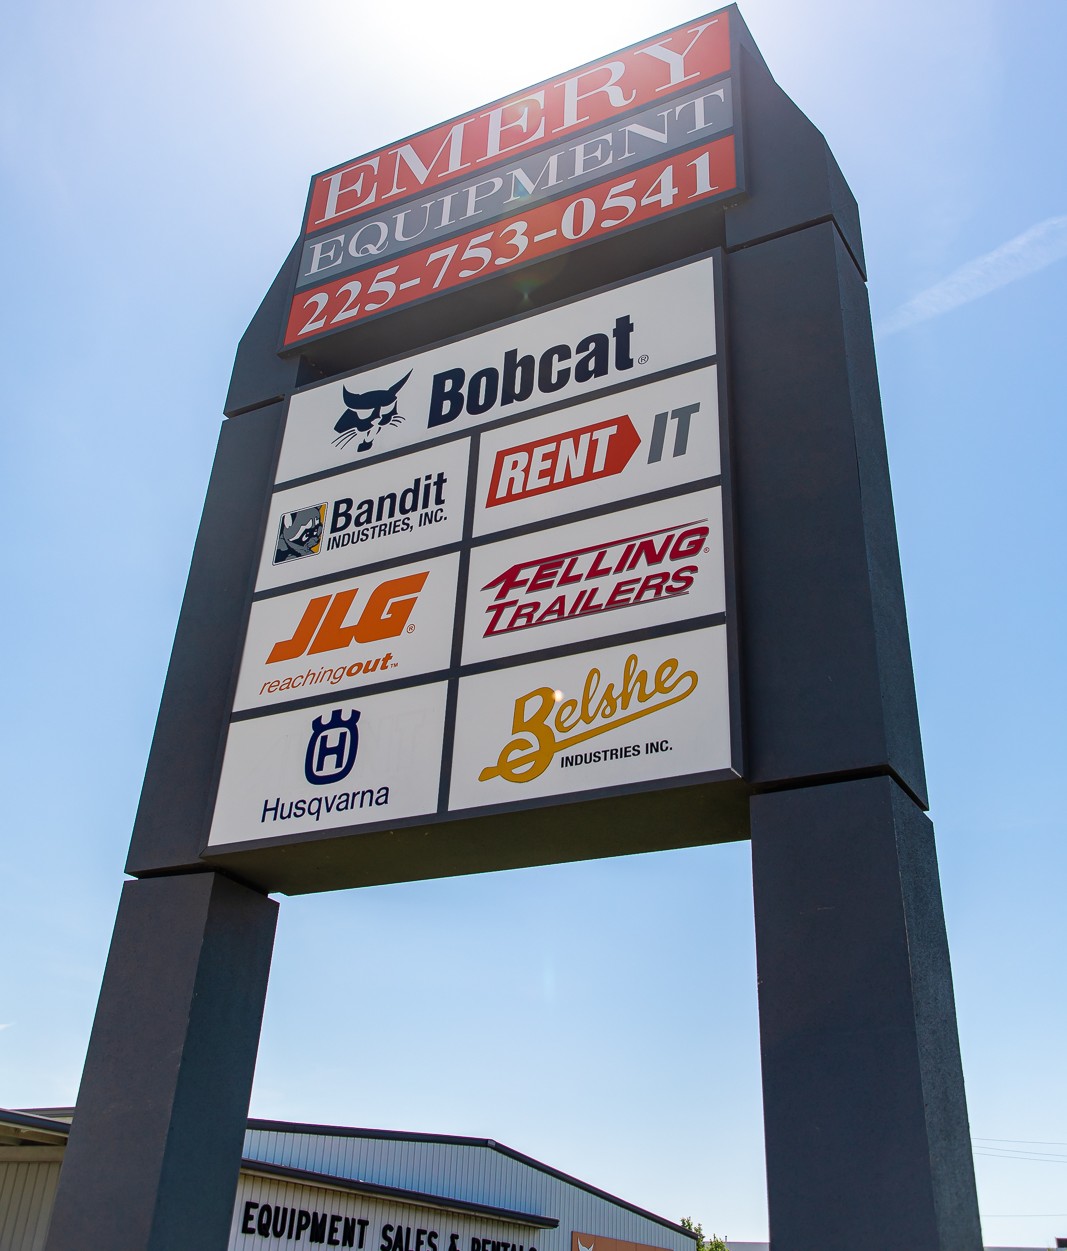 EMERY
EQUIPMENT
225-753-0541
Bobcat®
Bandit
INDUSTRIES, INC.
RENT IT
JLG®
reachingout™
FELLING®
TRAILERS
H
Husqvarna
Belshe
INDUSTRIES INC.
EQUIPMENT SALES & RENTALS